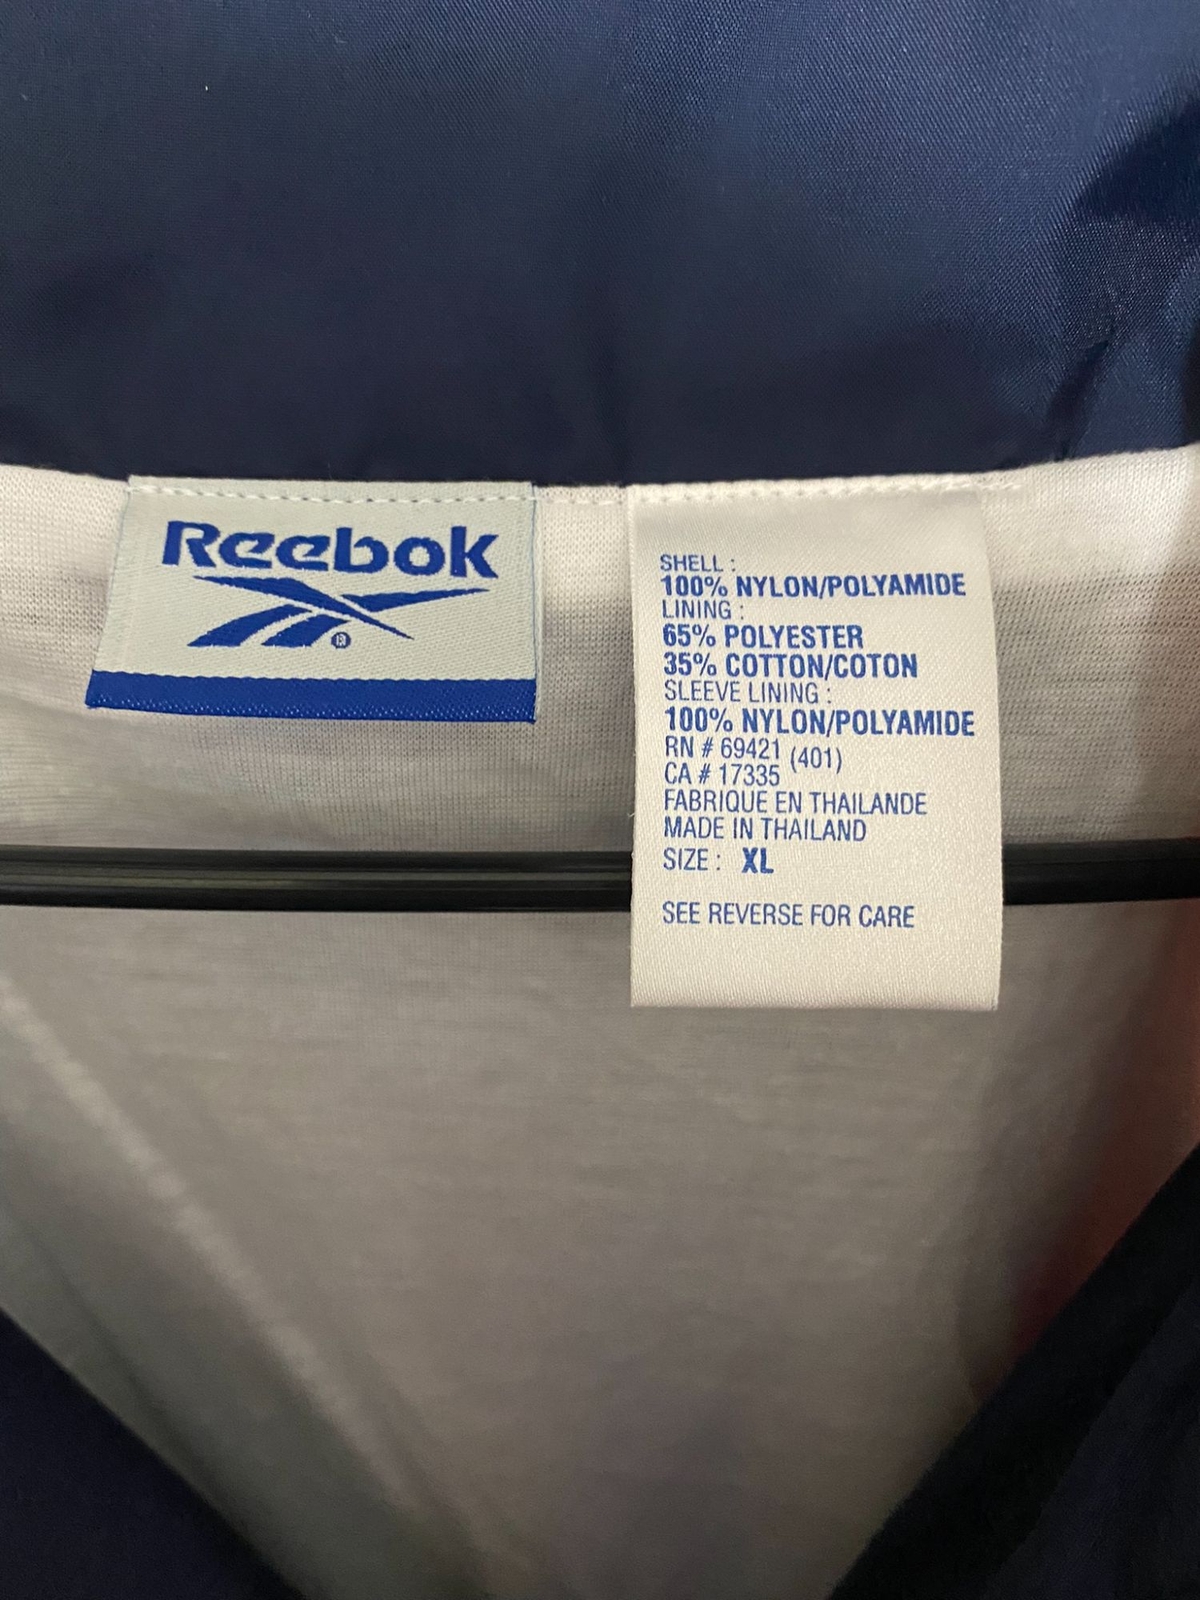 Reebok
®
SHELL :
100% NYLON/POLYAMIDE
LINING :
65% POLYESTER
35% COTTON/COTON
SLEEVE LINING :
100% NYLON/POLYAMIDE
RN # 69421 (401)
CA # 17335
FABRIQUE EN THAILANDE
MADE IN THAILAND
SIZE : XL
SEE REVERSE FOR CARE